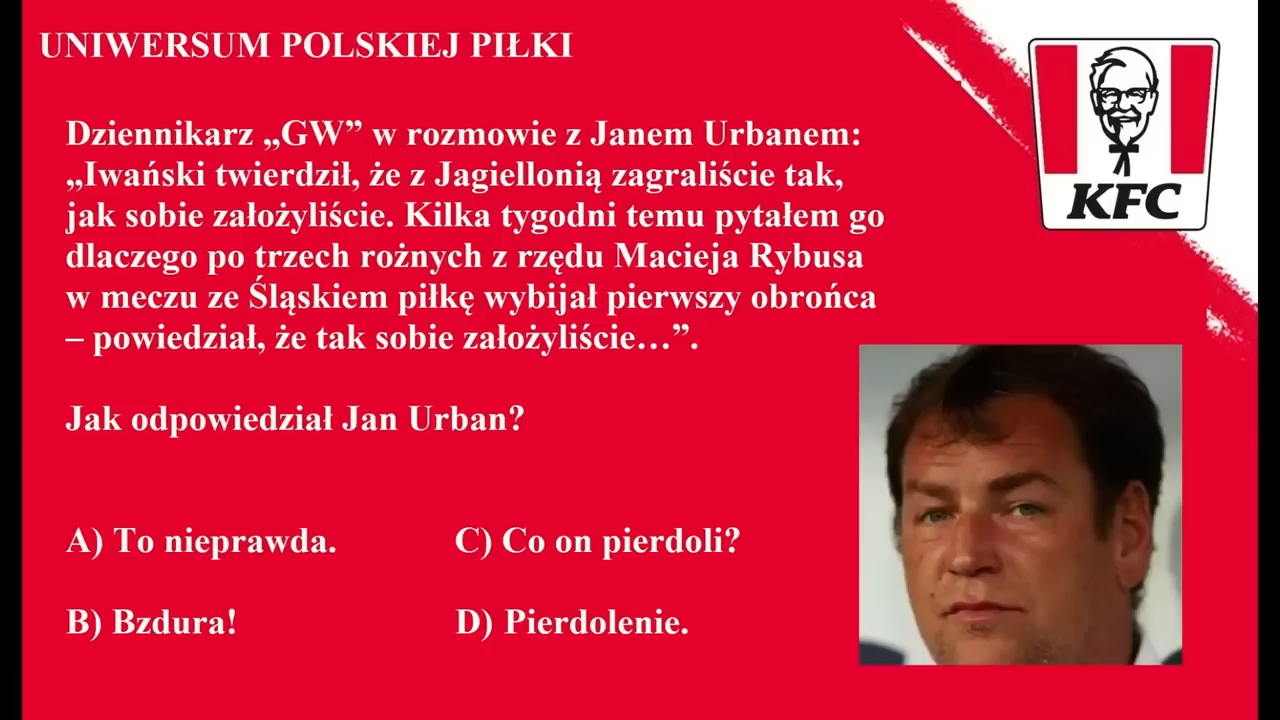 UNIWERSUM POLSKIEJ PIŁKI
KFC
Dziennikarz „GW” w rozmowie z Janem Urbanem:
„Iwański twierdził, że z Jagiellonią zagraliście tak,
jak sobie założyliście. Kilka tygodni temu pytałem go
dlaczego po trzech rożnych z rzędu Macieja Rybusa
w meczu ze Śląskiem piłkę wybijał pierwszy obrońca
– powiedział, że tak sobie założyliście…”.
Jak odpowiedział Jan Urban?
A) To nieprawda.
C) Co on pierdoli?
B) Bzdura!
D) Pierdolenie.